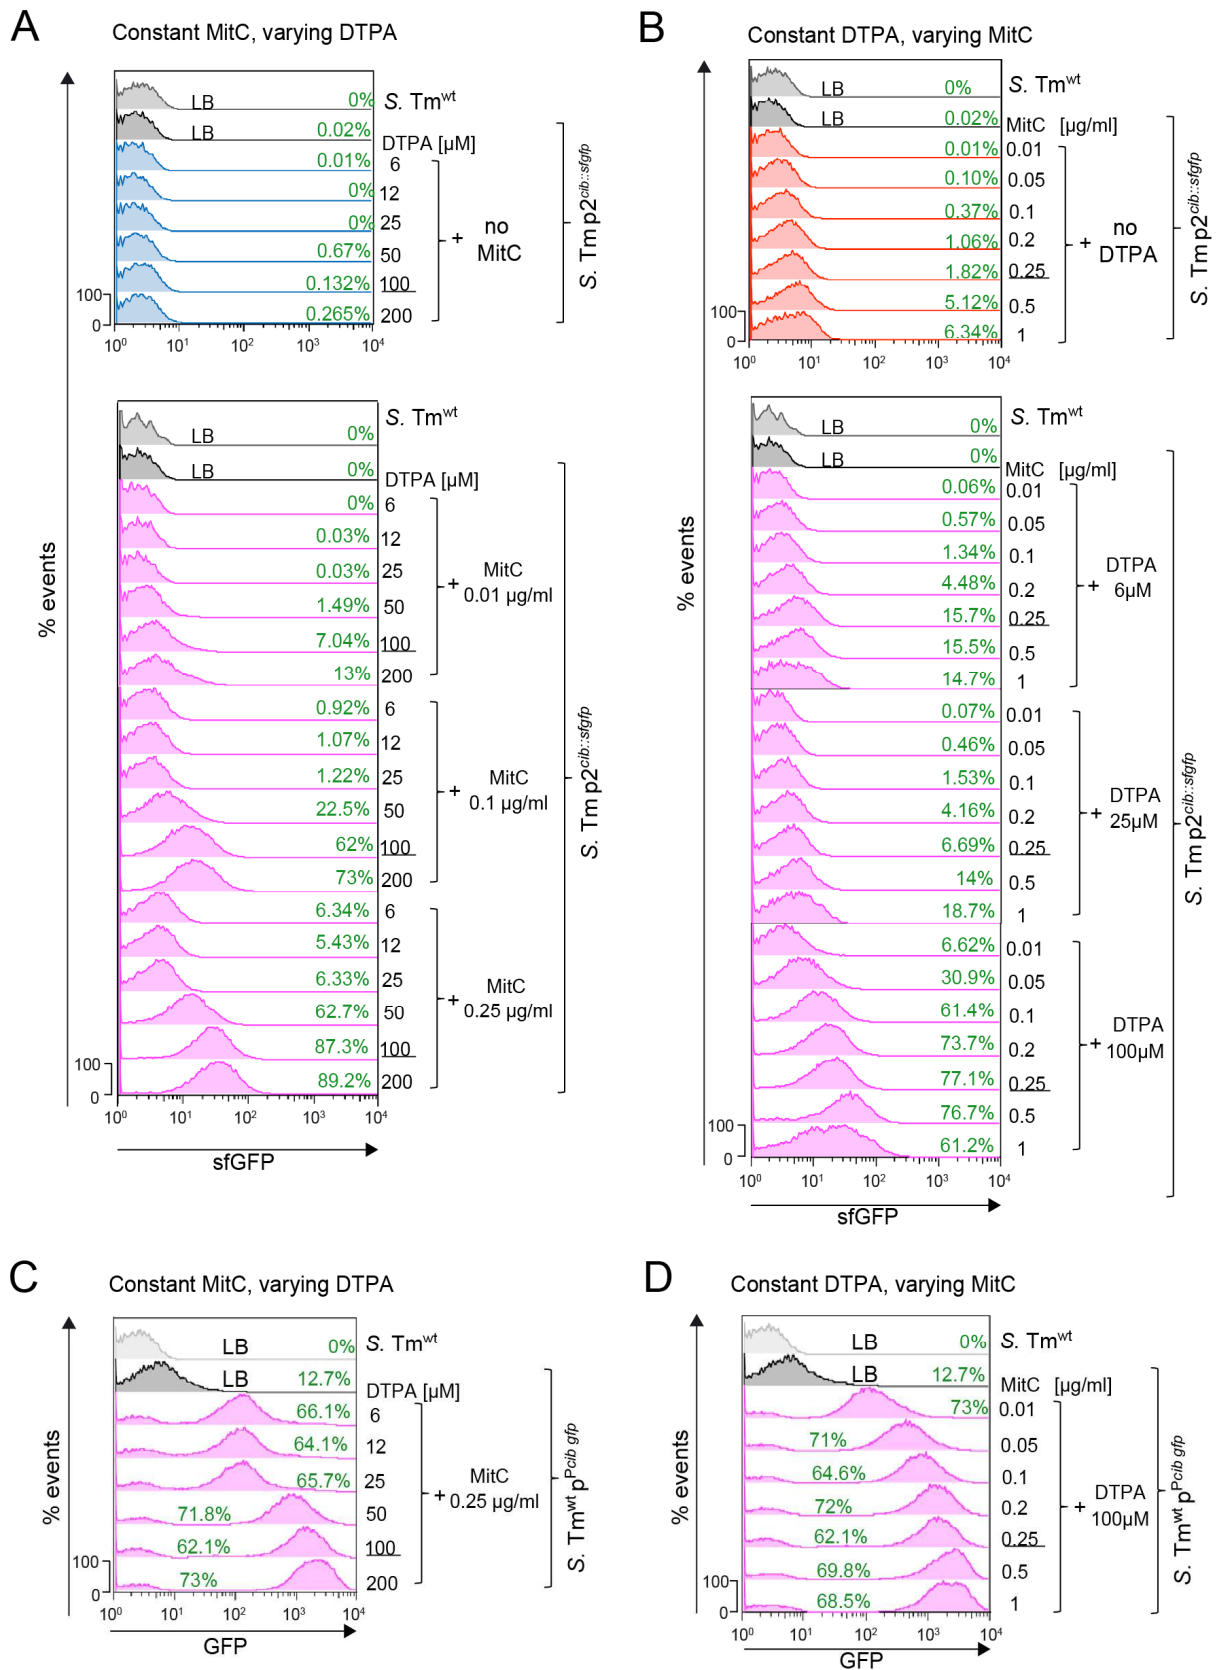 A
Constant MitC, varying DTPA
LB 0% S. Tmwt
LB 0.02%
DTPA [µM]
0.01% 6
0% 12
0% 25
0.67% 50
0.132% 100
0.265% 200
+ no MitC
S. Tm p2cib::sfgfp
100
0
10⁰ 10¹ 10² 10³ 10⁴
LB 0% S. Tmwt
LB 0%
DTPA [µM]
0% 6
0.03% 12
0.03% 25
1.49% 50
7.04% 100
13% 200
+ MitC 0.01 µg/ml
0.92% 6
1.07% 12
1.22% 25
22.5% 50
62% 100
73% 200
+ MitC 0.1 µg/ml
6.34% 6
5.43% 12
6.33% 25
62.7% 50
87.3% 100
89.2% 200
+ MitC 0.25 µg/ml
S. Tm p2cib::sfgfp
% events
100
0
10⁰ 10¹ 10² 10³ 10⁴
sfGFP
B
Constant DTPA, varying MitC
LB 0% S. Tmwt
LB 0.02%
MitC [µg/ml]
0.01% 0.01
0.10% 0.05
0.37% 0.1
1.06% 0.2
1.82% 0.25
5.12% 0.5
6.34% 1
+ no DTPA
S. Tm p2cib::sfgfp
100
0
10⁰ 10¹ 10² 10³ 10⁴
LB 0% S. Tmwt
LB 0%
MitC [µg/ml]
0.06% 0.01
0.57% 0.05
1.34% 0.1
4.48% 0.2
15.7% 0.25
15.5% 0.5
14.7% 1
+ DTPA 6µM
0.07% 0.01
0.46% 0.05
1.53% 0.1
4.16% 0.2
6.69% 0.25
14% 0.5
18.7% 1
+ DTPA 25µM
6.62% 0.01
30.9% 0.05
61.4% 0.1
73.7% 0.2
77.1% 0.25
76.7% 0.5
61.2% 1
+ DTPA 100µM
S. Tm p2cib::sfgfp
% events
100
0
10⁰ 10¹ 10² 10³ 10⁴
sfGFP
C
Constant MitC, varying DTPA
LB 0% S. Tmwt
LB 12.7%
DTPA [µM]
66.1% 6
64.1% 12
65.7% 25
71.8% 50
62.1% 100
73% 200
+ MitC 0.25 µg/ml
S. Tmwt pPcib gfp
% events
100
0
10⁰ 10¹ 10² 10³ 10⁴
GFP
D
Constant DTPA, varying MitC
LB 0% S. Tmwt
LB 12.7%
MitC [µg/ml]
73% 0.01
71% 0.05
64.6% 0.1
72% 0.2
62.1% 0.25
69.8% 0.5
68.5% 1
+ DTPA 100µM
S. Tmwt pPcib gfp
% events
100
0
10⁰ 10¹ 10² 10³ 10⁴
GFP